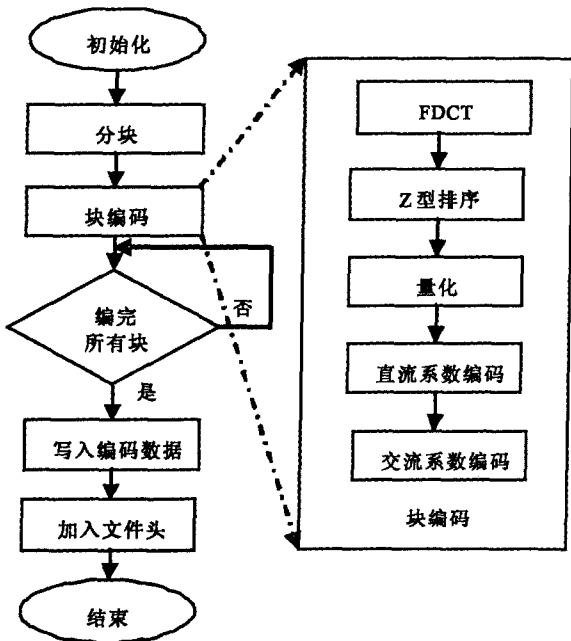 初始化
分块
块编码
编完
所有块
否
是
写入编码数据
加入文件头
结束
FDCT
Z型排序
量化
直流系数编码
交流系数编码
块编码